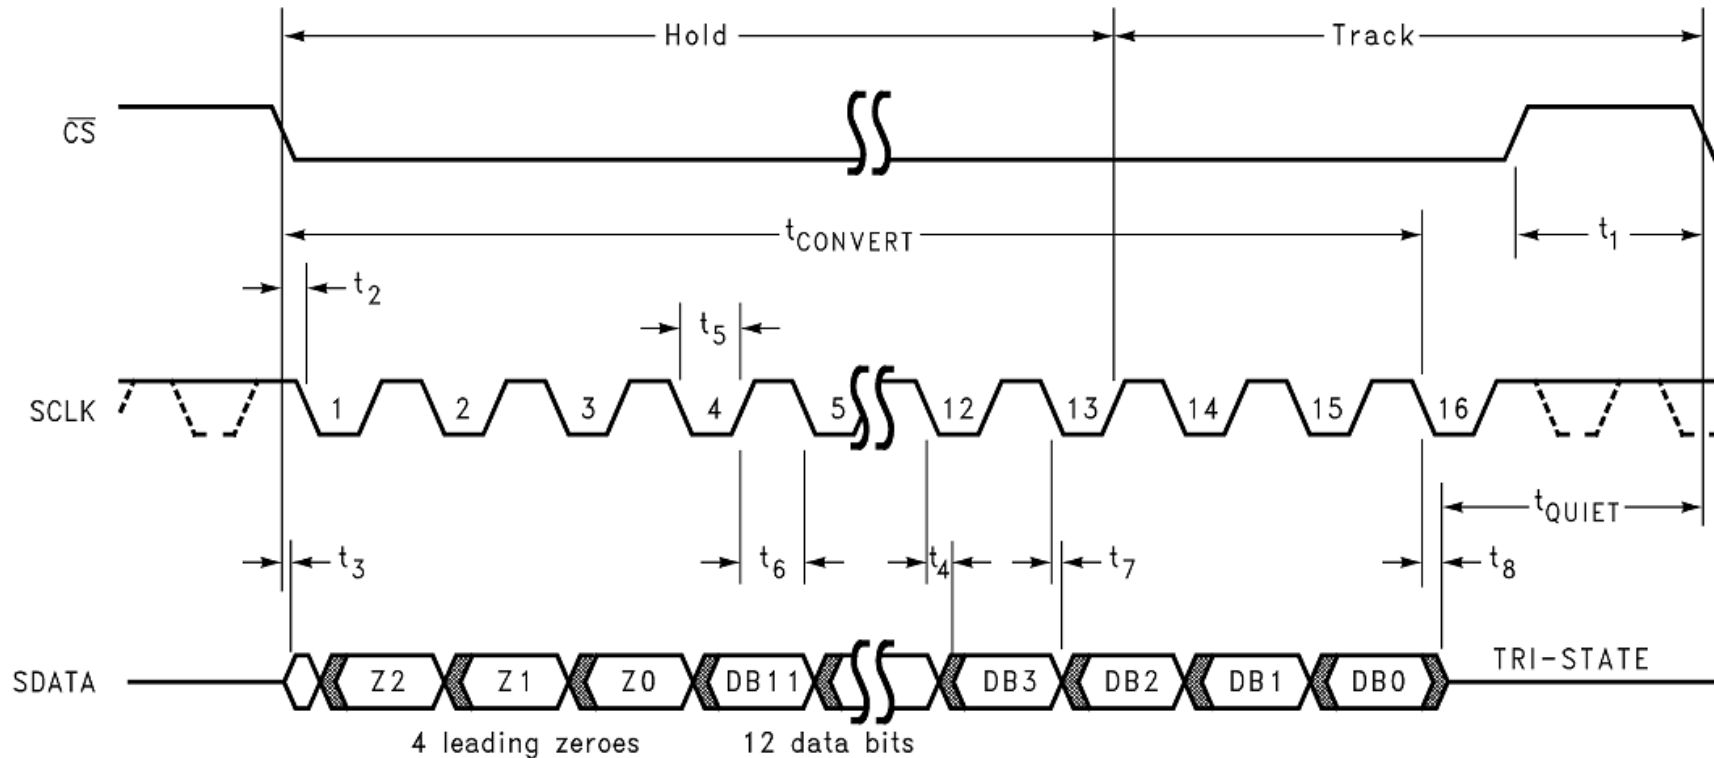 Hold Track
C̅S̅
tCONVERT t1
t2
t5
SCLK 1 2 3 4 5 12 13 14 15 16
tQUIET
t3 t6 t4 t7 t8
SDATA Z2 Z1 Z0 DB11 DB3 DB2 DB1 DB0 TRI-STATE
4 leading zeroes 12 data bits